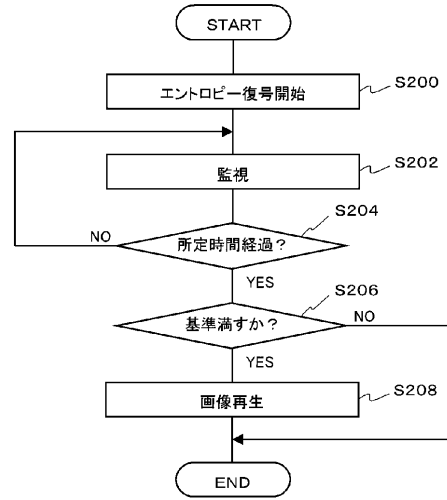 START
エントロピー復号開始
S200
監視
S202
所定時間経過？
S204
NO
YES
基準満すか？
S206
NO
YES
画像再生
S208
END